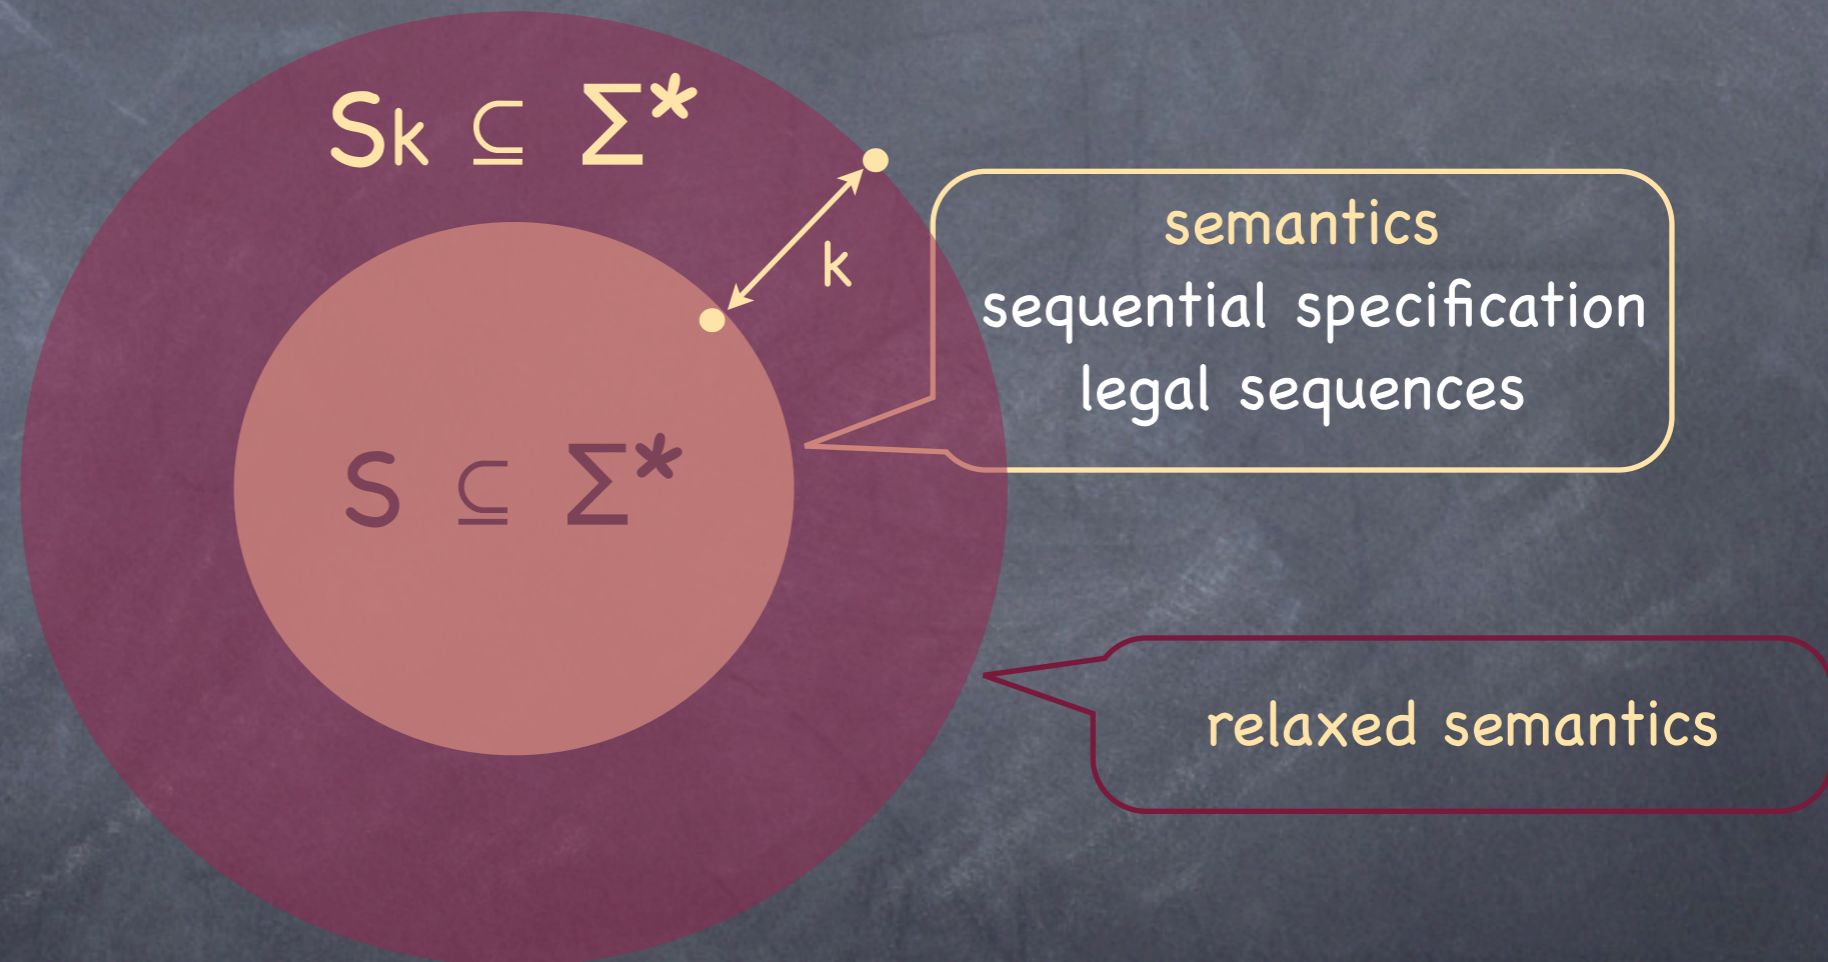 Sk ⊆ Σ*
k
semantics
sequential specification
legal sequences
S ⊆ Σ*
relaxed semantics